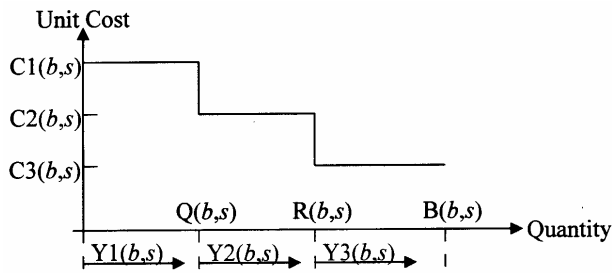 Unit Cost
C1(b,s)
C2(b,s)
C3(b,s)
Q(b,s) R(b,s) B(b,s)
Quantity
Y1(b,s) Y2(b,s) Y3(b,s)